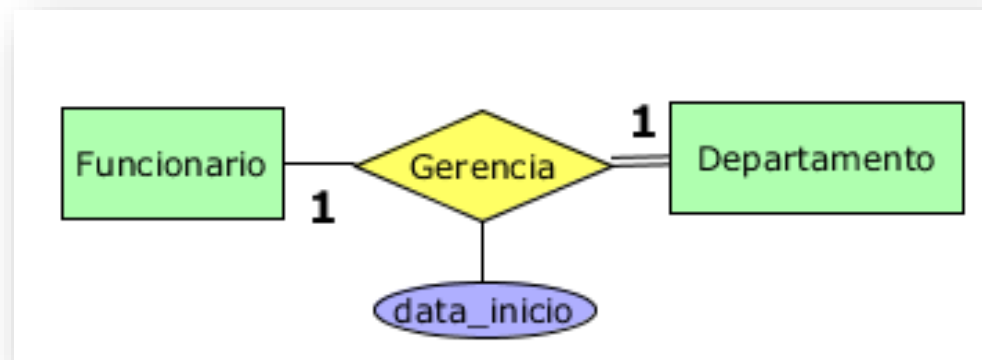 Funcionario
1
Gerencia
1
Departamento
data_inicio